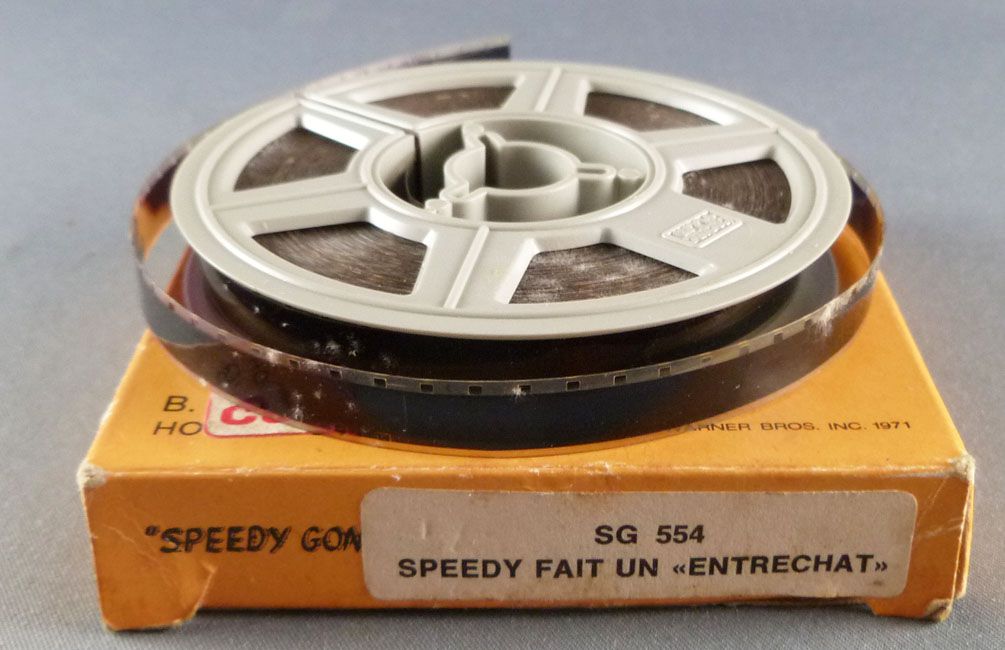 B.
HO
WARNER BROS. INC. 1971
"SPEEDY GON
SG 554
SPEEDY FAIT UN «ENTRECHAT»